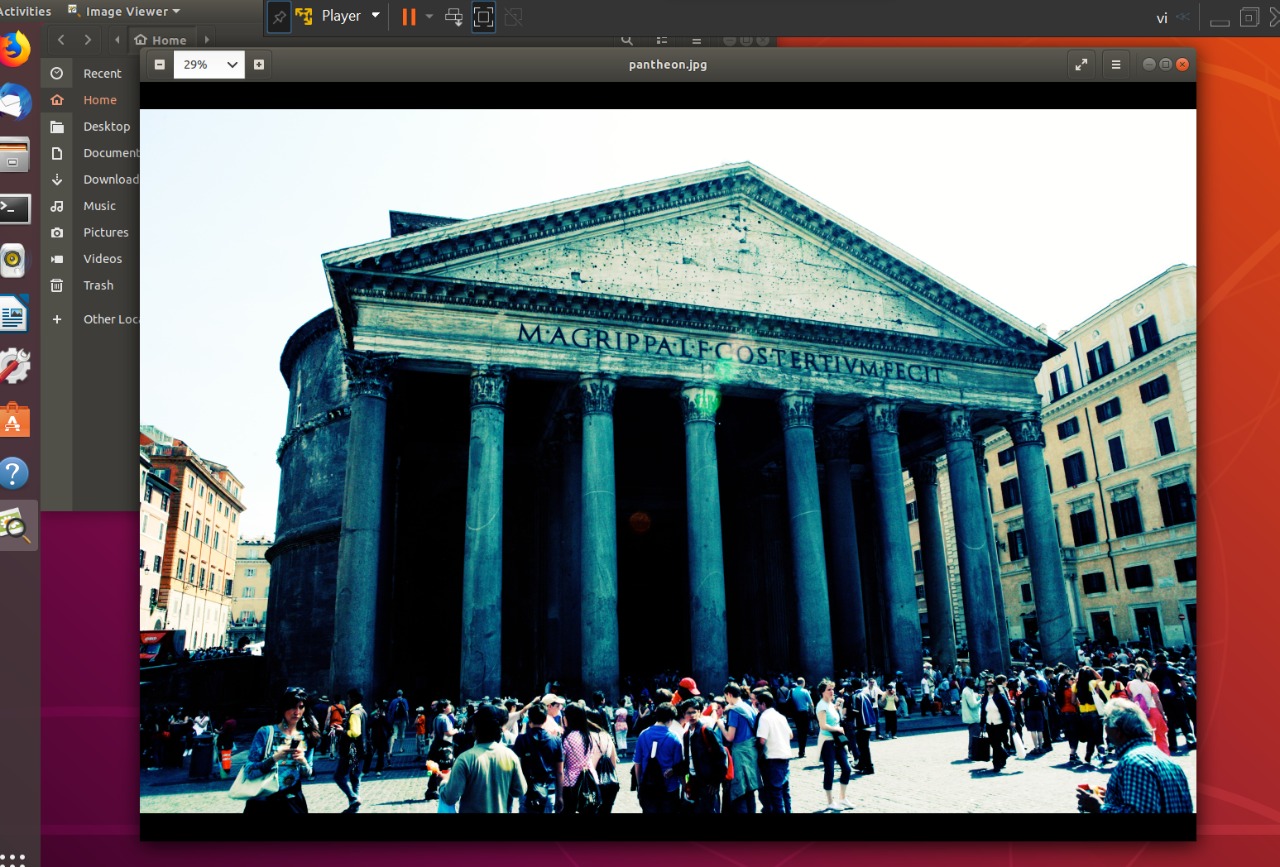 Activities Image Viewer Player vi
Home
29% pantheon.jpg
Recent
Home
Desktop
Document
Download
Music
Pictures
Videos
Trash
Other Loca
M·AGRIPPA·L·F·COS·TERTIVM·FECIT